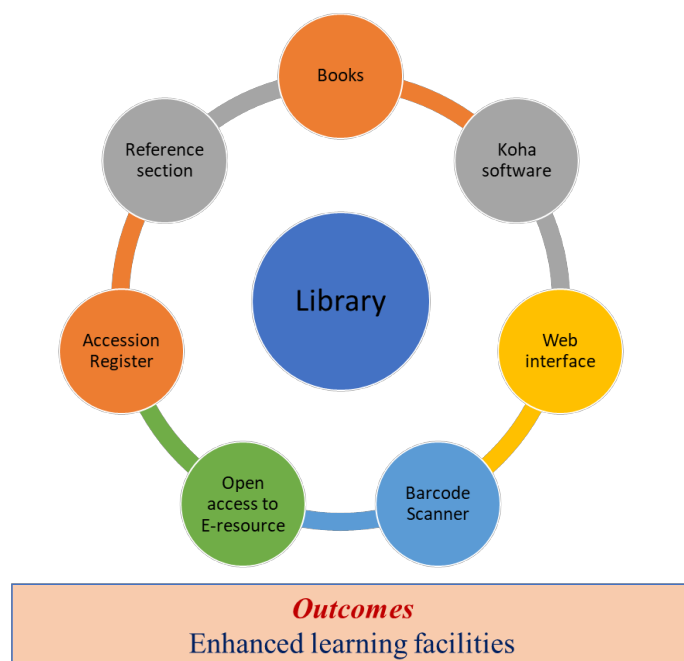 Books
Koha
software
Web
interface
Barcode
Scanner
Open
access to
E-resource
Accession
Register
Reference
section
Library
Outcomes
Enhanced learning facilities